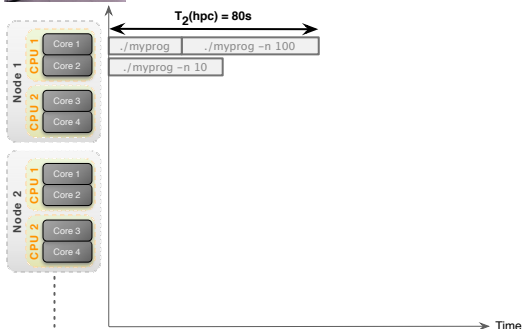 T2(hpc) = 80s
Node 1
CPU 1
Core 1
Core 2
./myprog
./myprog -n 100
./myprog -n 10
CPU 2
Core 3
Core 4
Node 2
CPU 1
Core 1
Core 2
CPU 2
Core 3
Core 4
Time